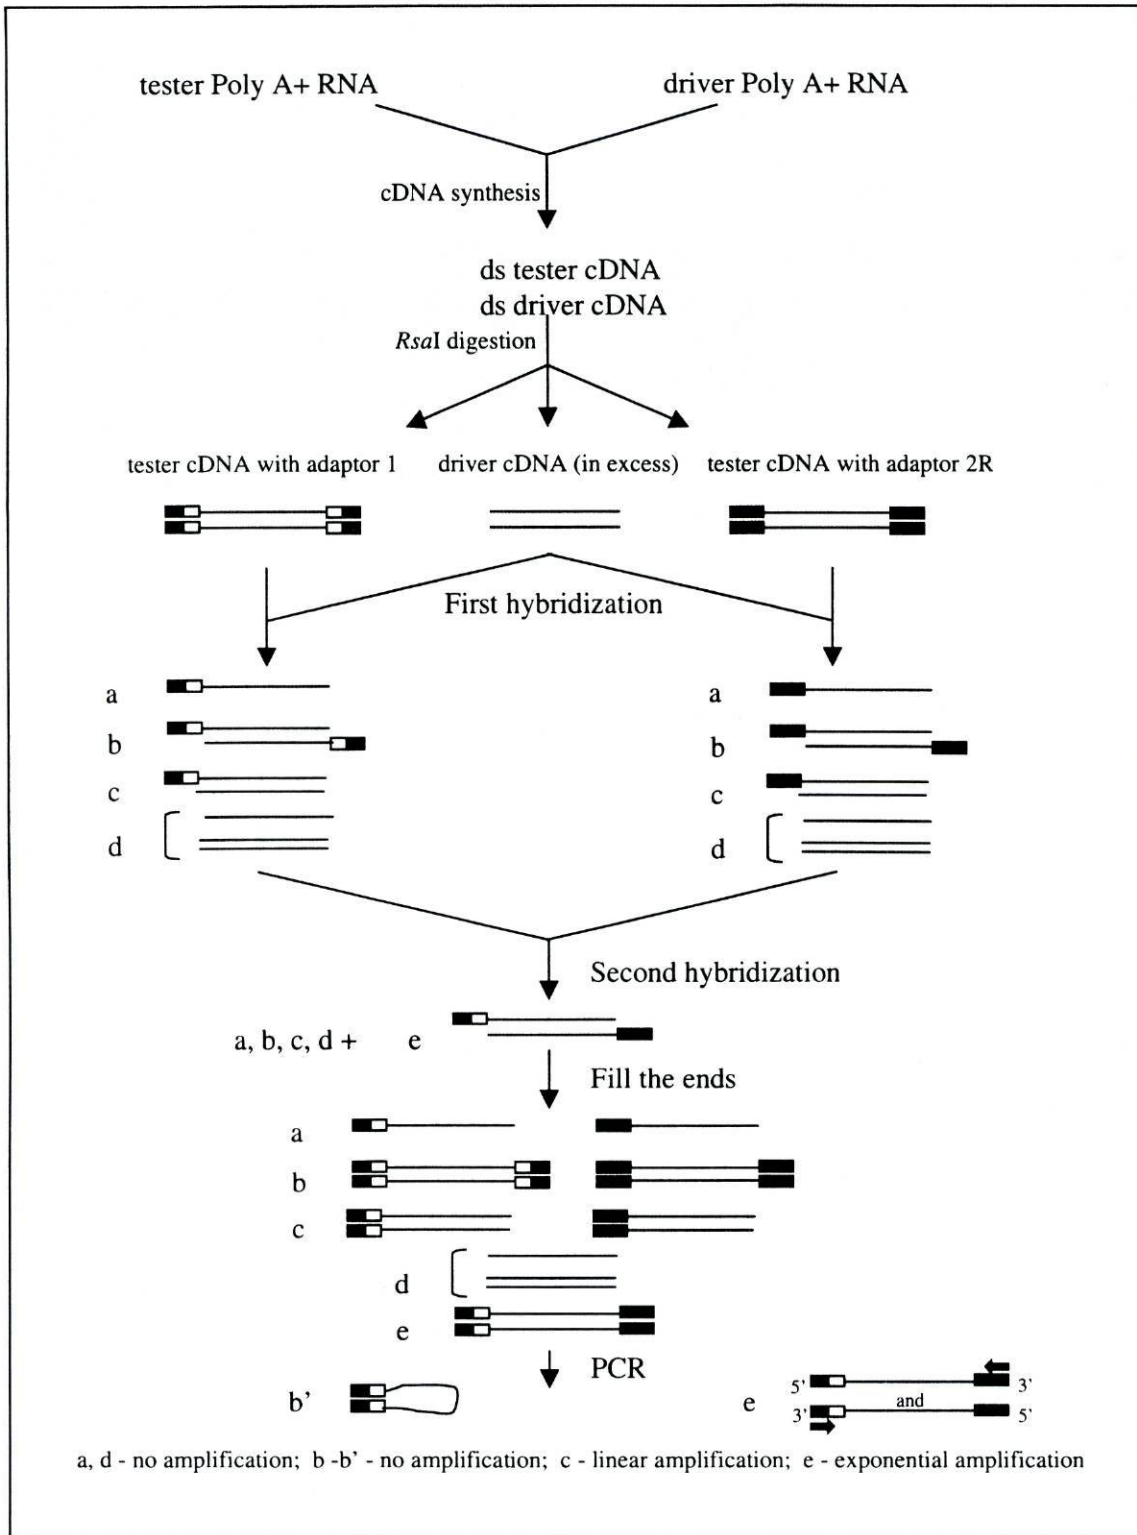 tester Poly A+ RNA driver Poly A+ RNA
cDNA synthesis
ds tester cDNA
ds driver cDNA
RsaI digestion
tester cDNA with adaptor 1 driver cDNA (in excess) tester cDNA with adaptor 2R
First hybridization
a a
b b
c c
d d
Second hybridization
a, b, c, d + e
Fill the ends
a
b
c
d
e
PCR
b' e 5' 3'
and
3' 5'
a, d - no amplification; b -b' - no amplification; c - linear amplification; e - exponential amplification